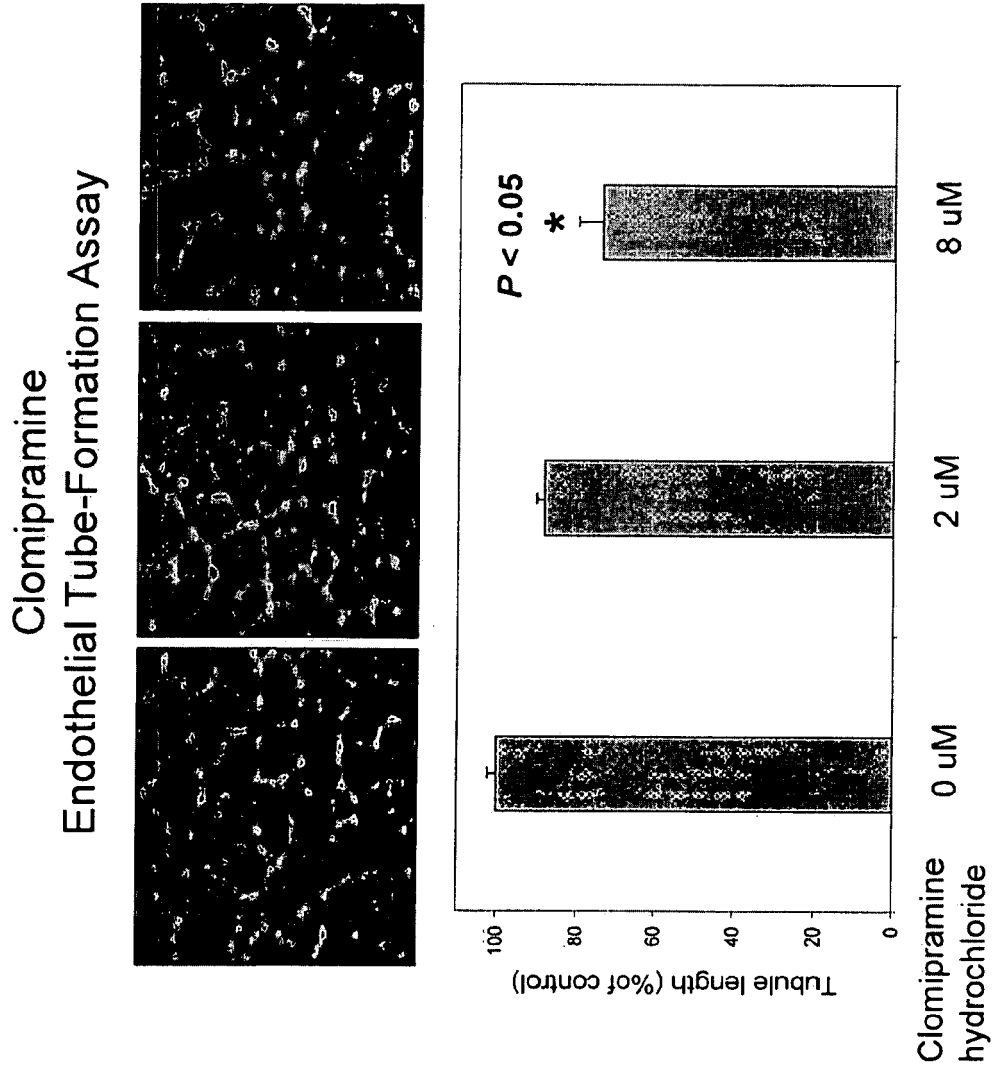 Clomipramine
Endothelial Tube-Formation Assay
Tubule length (%of control)
100
80
60
40
20
0
P < 0.05
*
0 uM
2 uM
8 uM
Clomipramine
hydrochloride